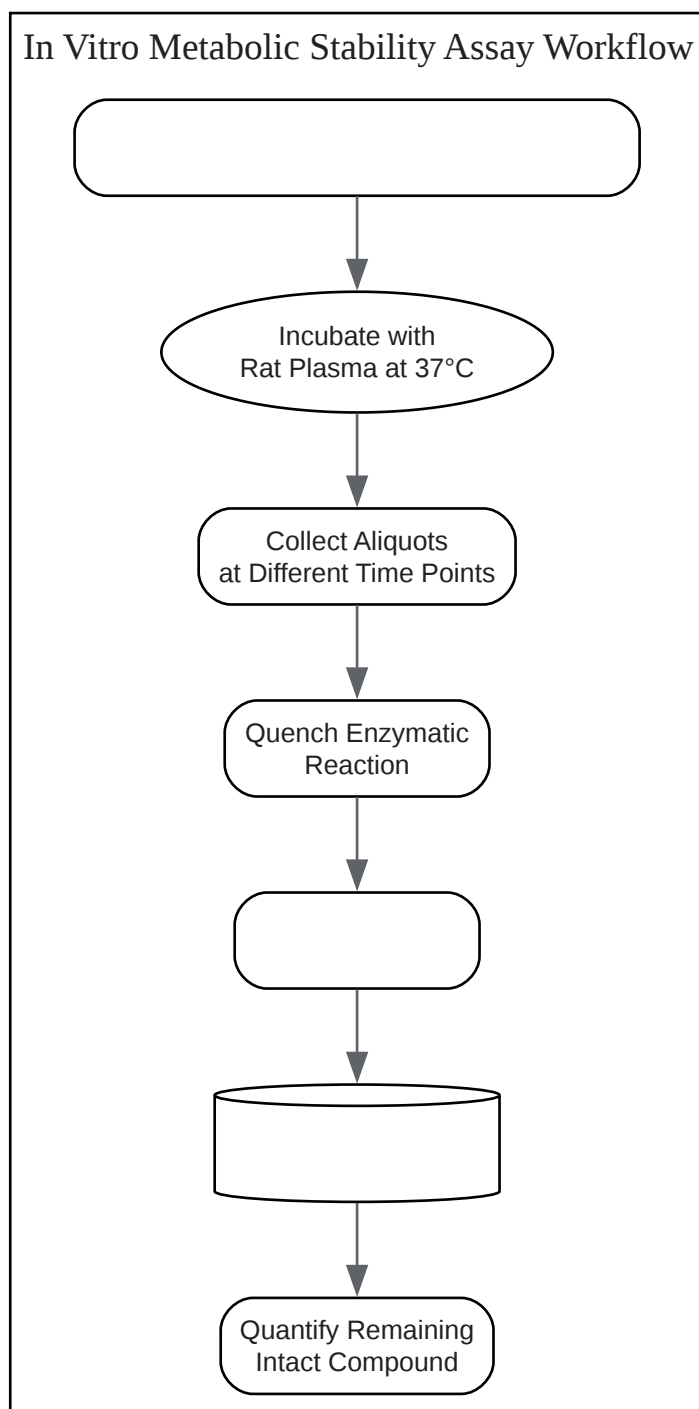 In Vitro Metabolic Stability Assay Workflow
Incubate with
Rat Plasma at 37°C
Collect Aliquots
at Different Time Points
Quench Enzymatic
Reaction
Quantify Remaining
Intact Compound